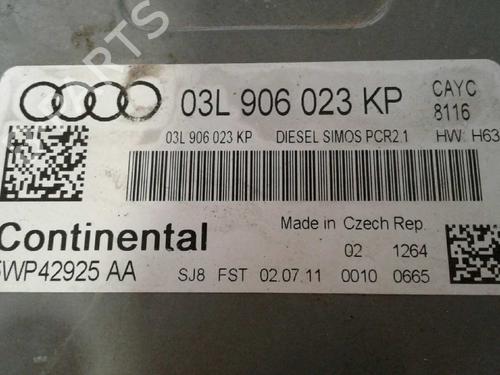 PARTS
03L 906 023 KP
CAYC
8116
03L 906 023 KP DIESEL SIMOS PCR2.1 HW: H63
Continental
Made in Czech Rep.
02 1264
5WP42925 AA
SJ8 FST 02.07.11 0010 0665